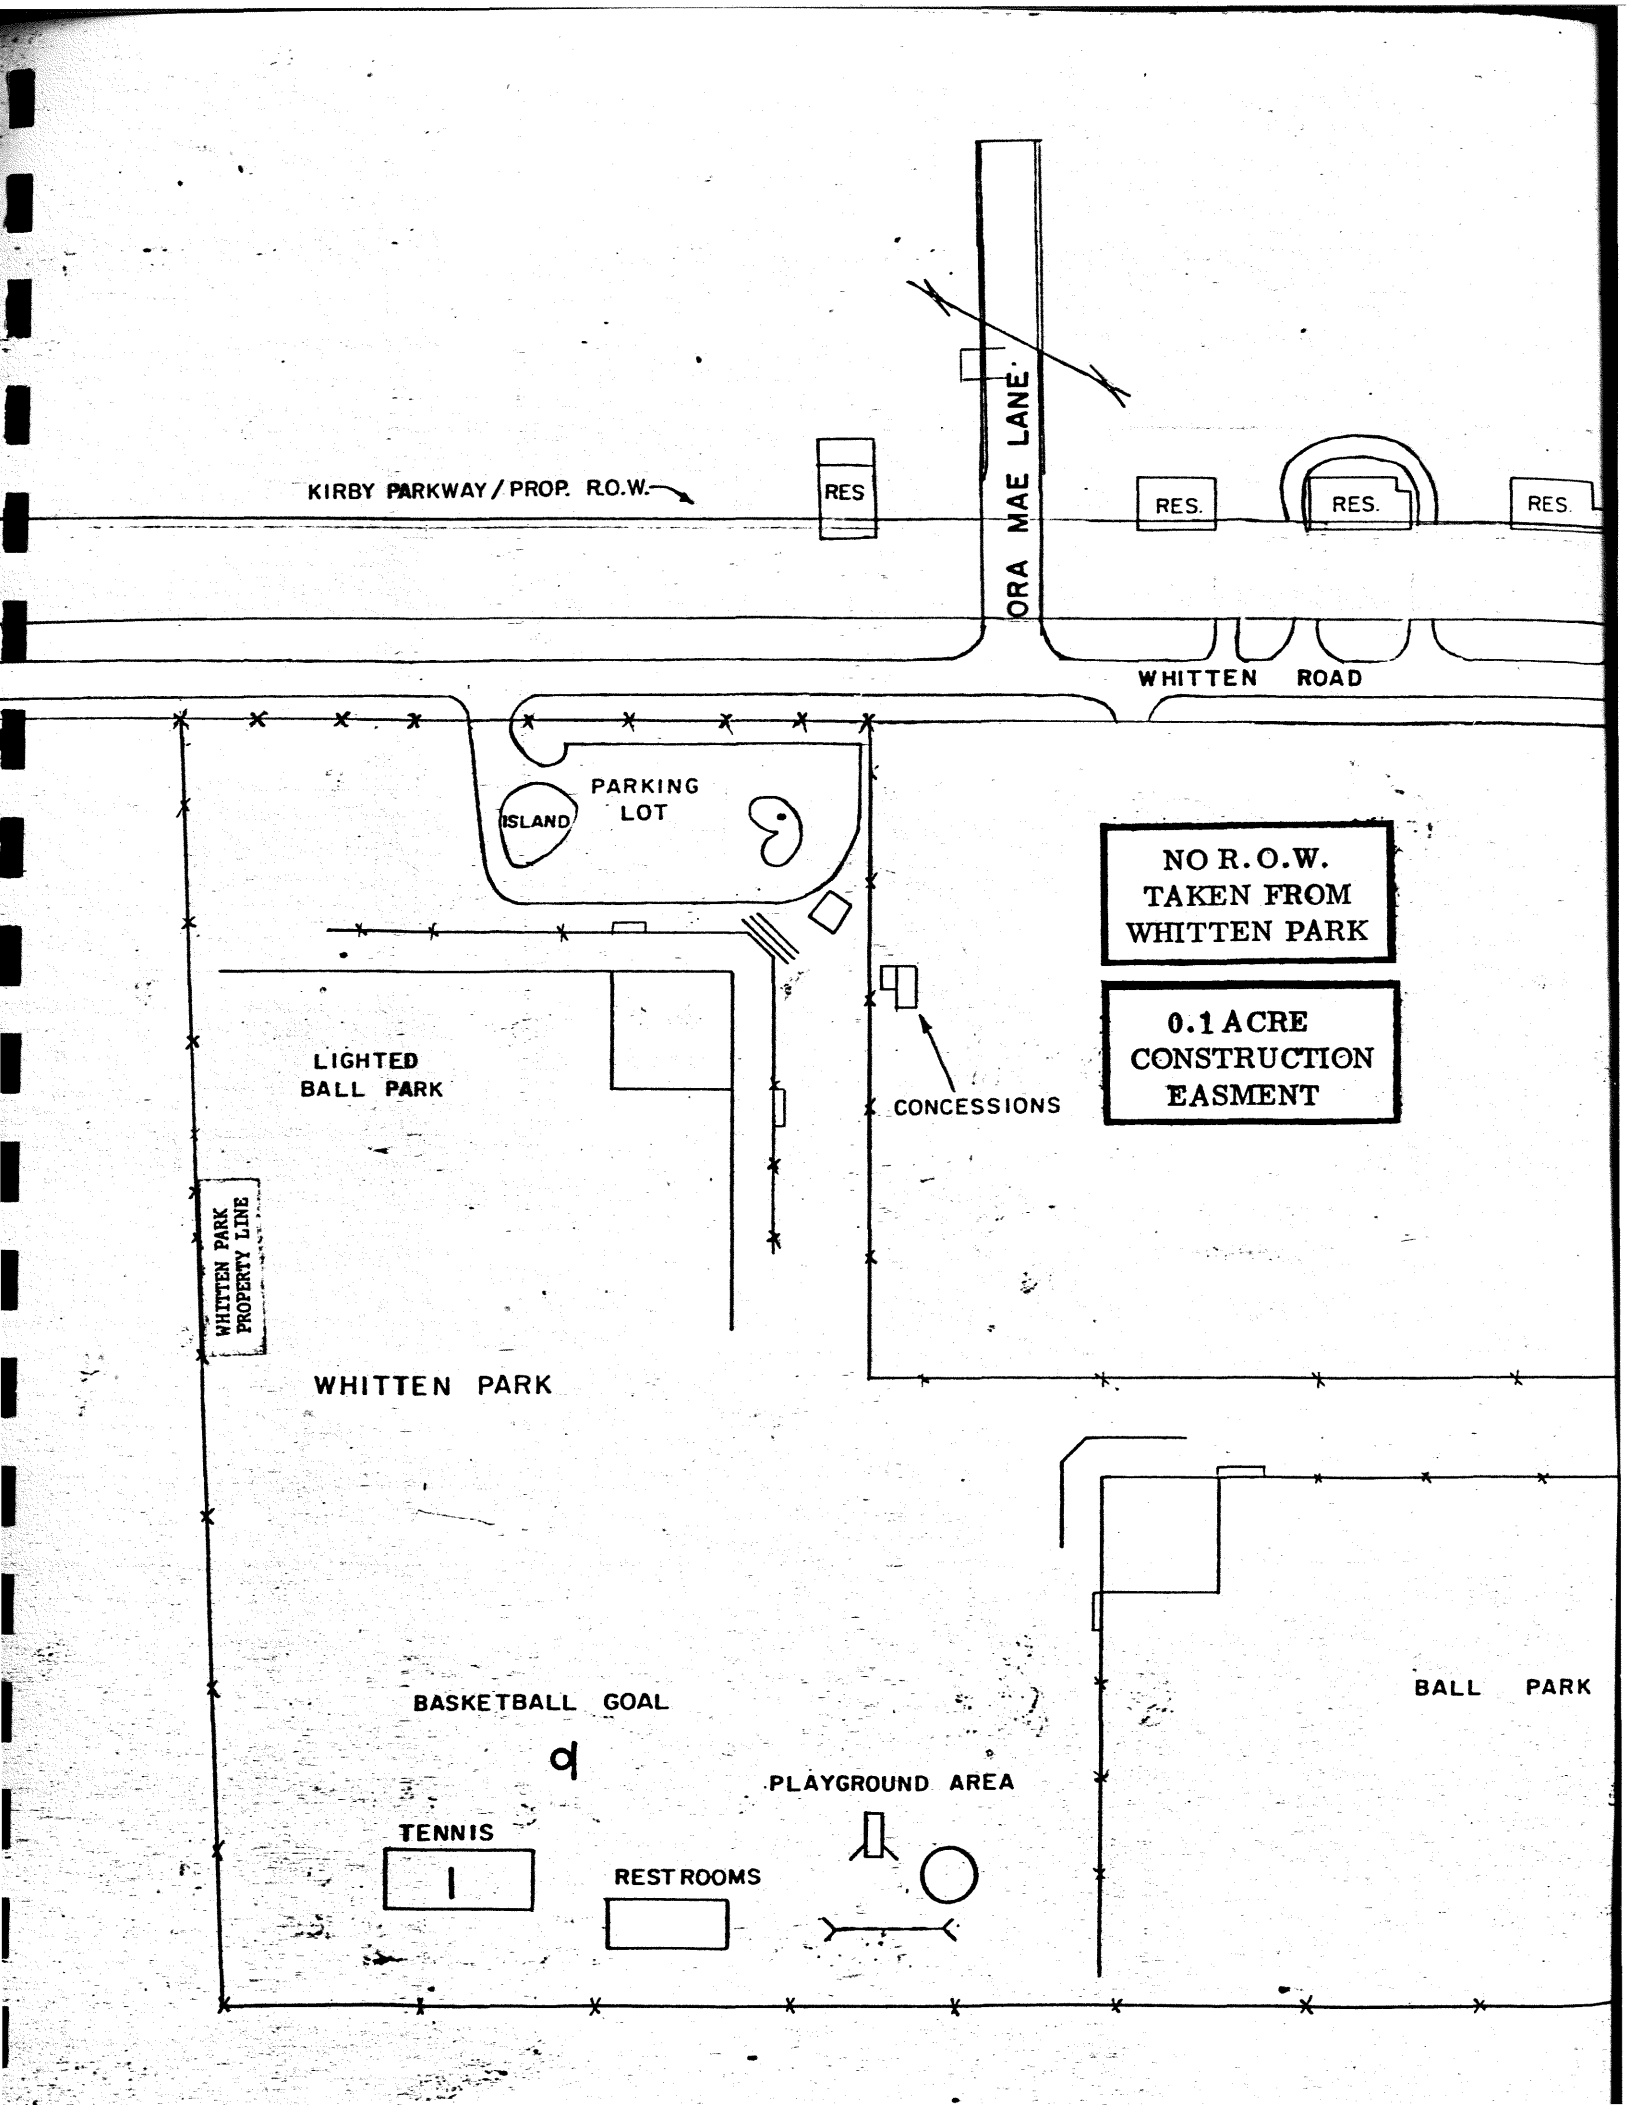 KIRBY PARKWAY/PROP. R.O.W.
RES
ORA MAE LANE
RES.
RES.
RES.
WHITTEN ROAD
PARKING
LOT
ISLAND
NO R.O.W.
TAKEN FROM
WHITTEN PARK
0.1 ACRE
CONSTRUCTION
EASMENT
LIGHTED
BALL PARK
CONCESSIONS
WHITTEN PARK
PROPERTY LINE
WHITTEN PARK
BASKETBALL GOAL
BALL PARK
PLAYGROUND AREA
TENNIS
REST ROOMS